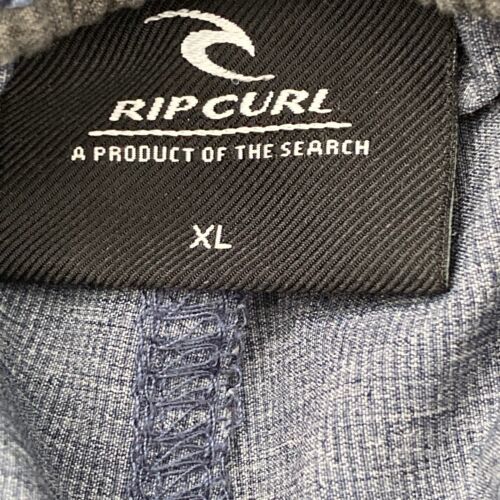 RIP CURL
A PRODUCT OF THE SEARCH
XL